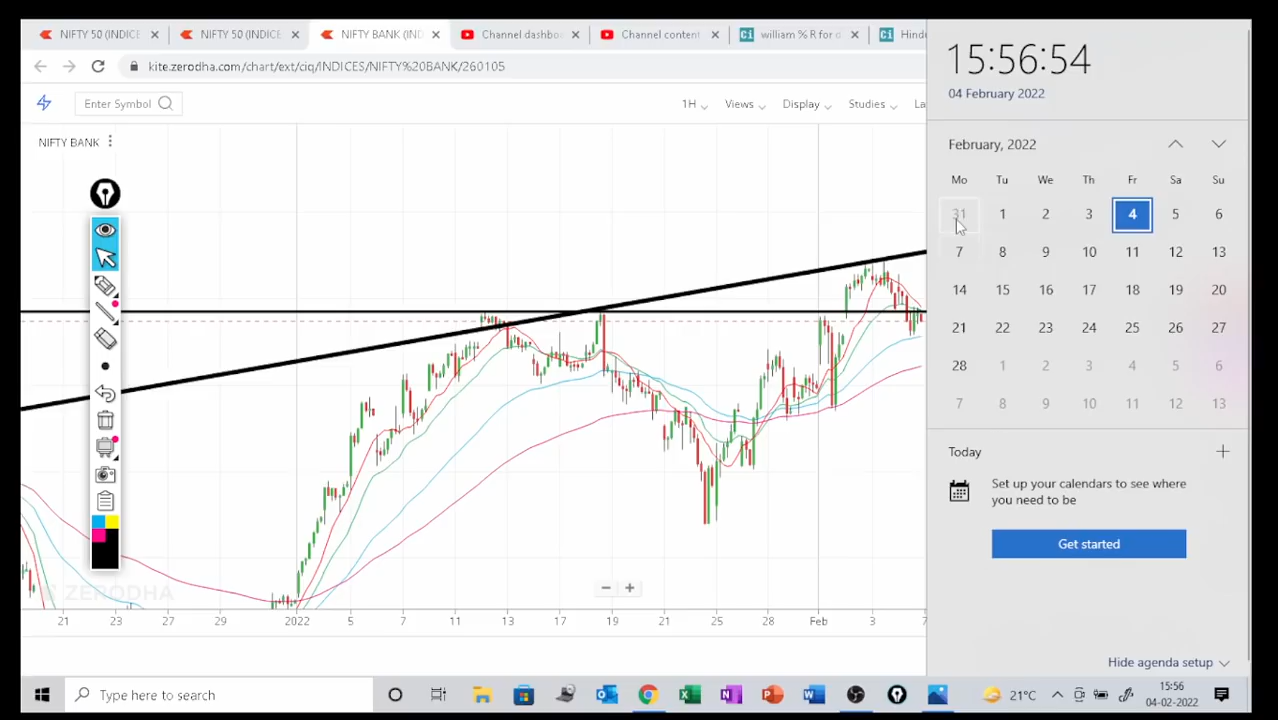 NIFTY 50 (INDICE
NIFTY 50 (INDICE
NIFTY BANK (IND
Channel dashbo
Channel content
Ci
william % R for d
Ci
Hind
kite.zerodha.com/chart/ext/ciq/INDICES/NIFTY%20BANK/260105
Enter Symbol
1H
Views
Display
Studies
La
NIFTY BANK
ZERODHA
21 23 27 29 2022 5 7 11 13 17 19 21 25 28 Feb 3 7
15:56:54
04 February 2022
February, 2022
Mo Tu We Th Fr Sa Su
31 1 2 3 4 5 6
7 8 9 10 11 12 13
14 15 16 17 18 19 20
21 22 23 24 25 26 27
28 1 2 3 4 5 6
7 8 9 10 11 12 13
Today
Set up your calendars to see where
you need to be
Get started
Hide agenda setup
Type here to search
21°C
15:56
04-02-2022